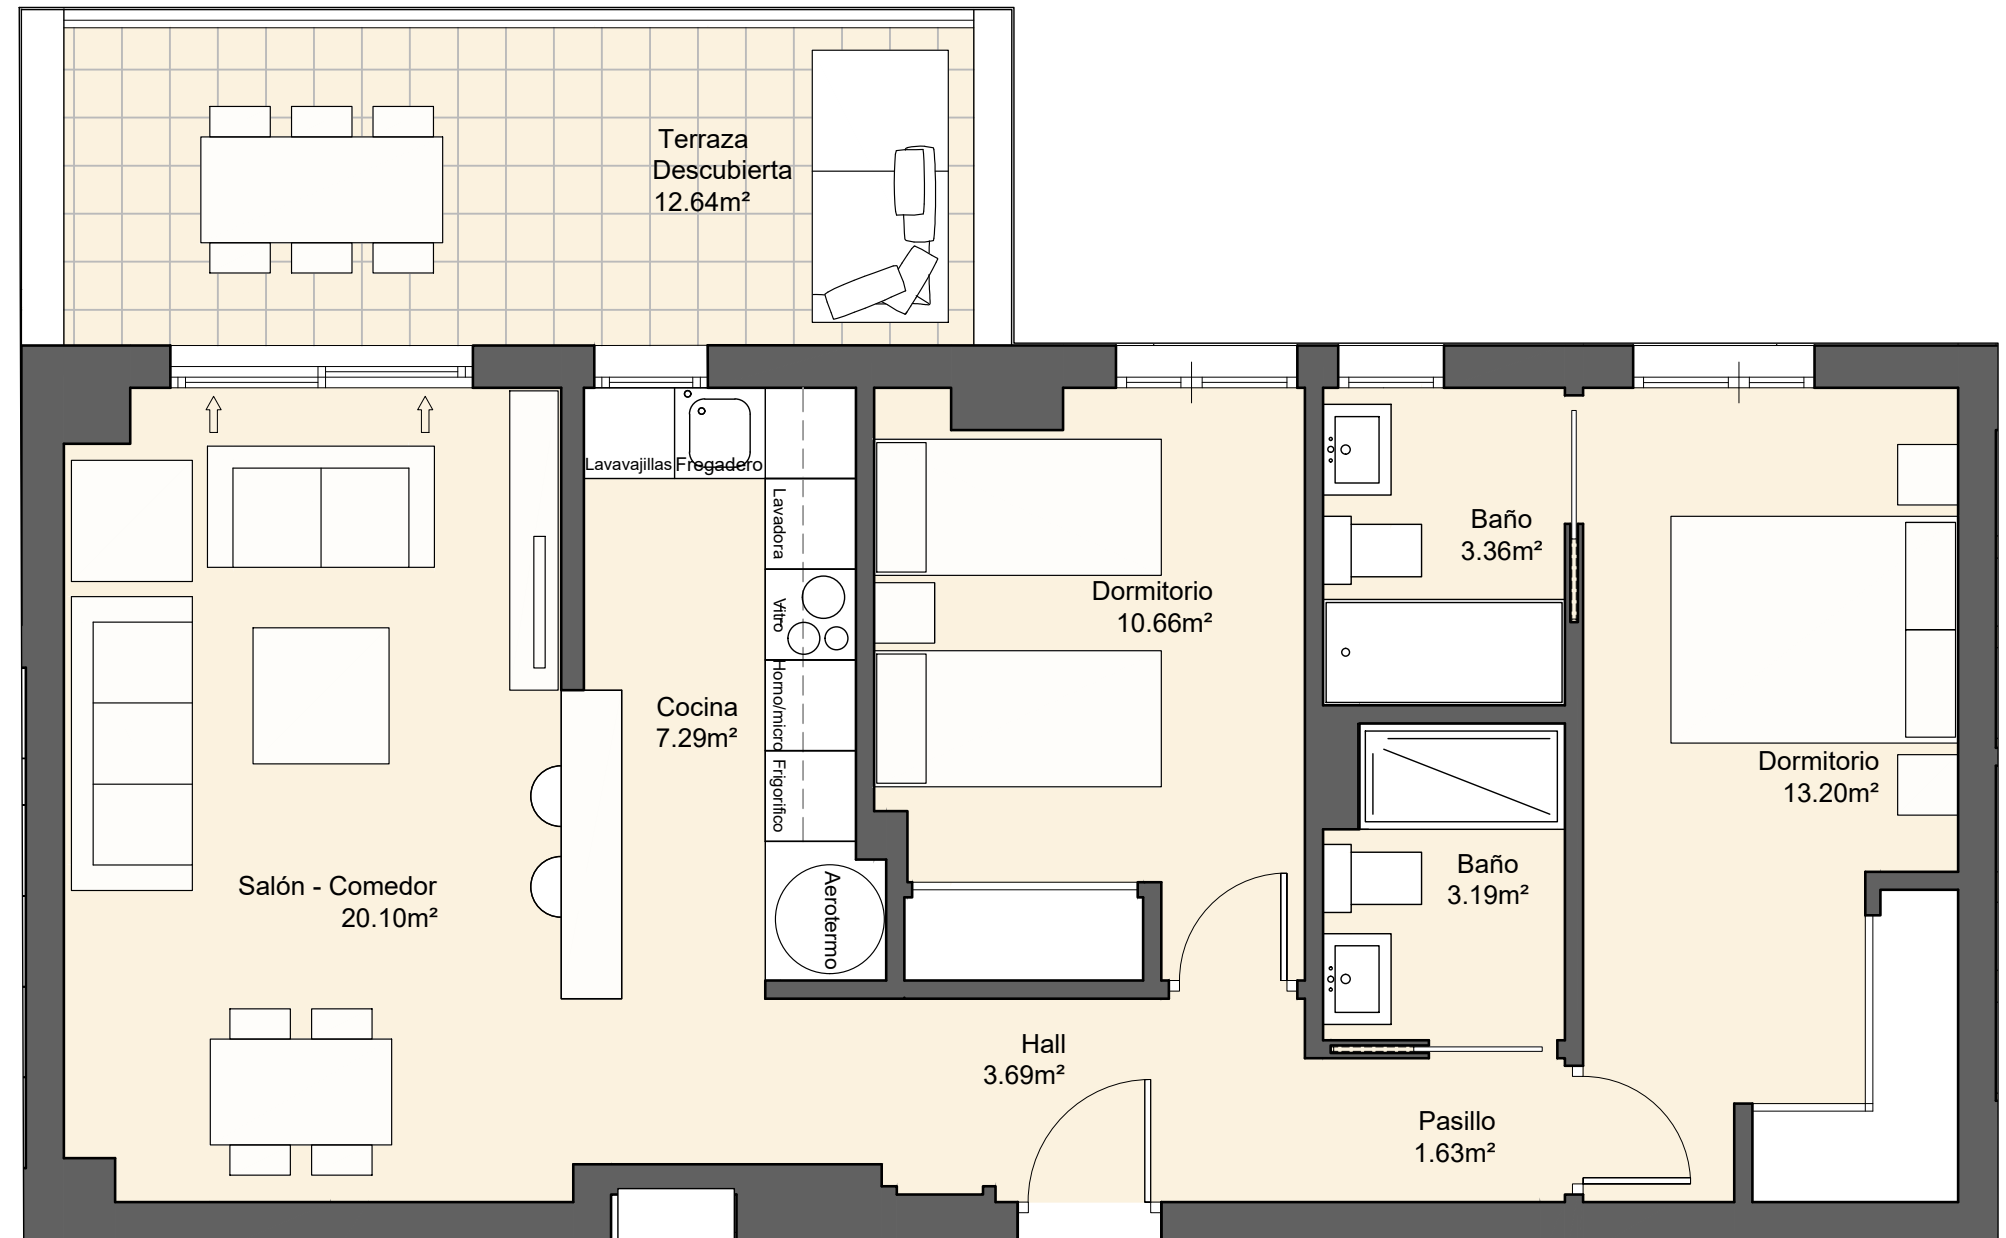 Terraza
Descubierta
12.64m²
Lavavajillas
Fregadero
Lavadora
Vitro
Horno/micro
Frigorifico
Aerotermo
Cocina
7.29m²
Dormitorio
10.66m²
Baño
3.36m²
Dormitorio
13.20m²
Baño
3.19m²
Salón - Comedor
20.10m²
Hall
3.69m²
Pasillo
1.63m²